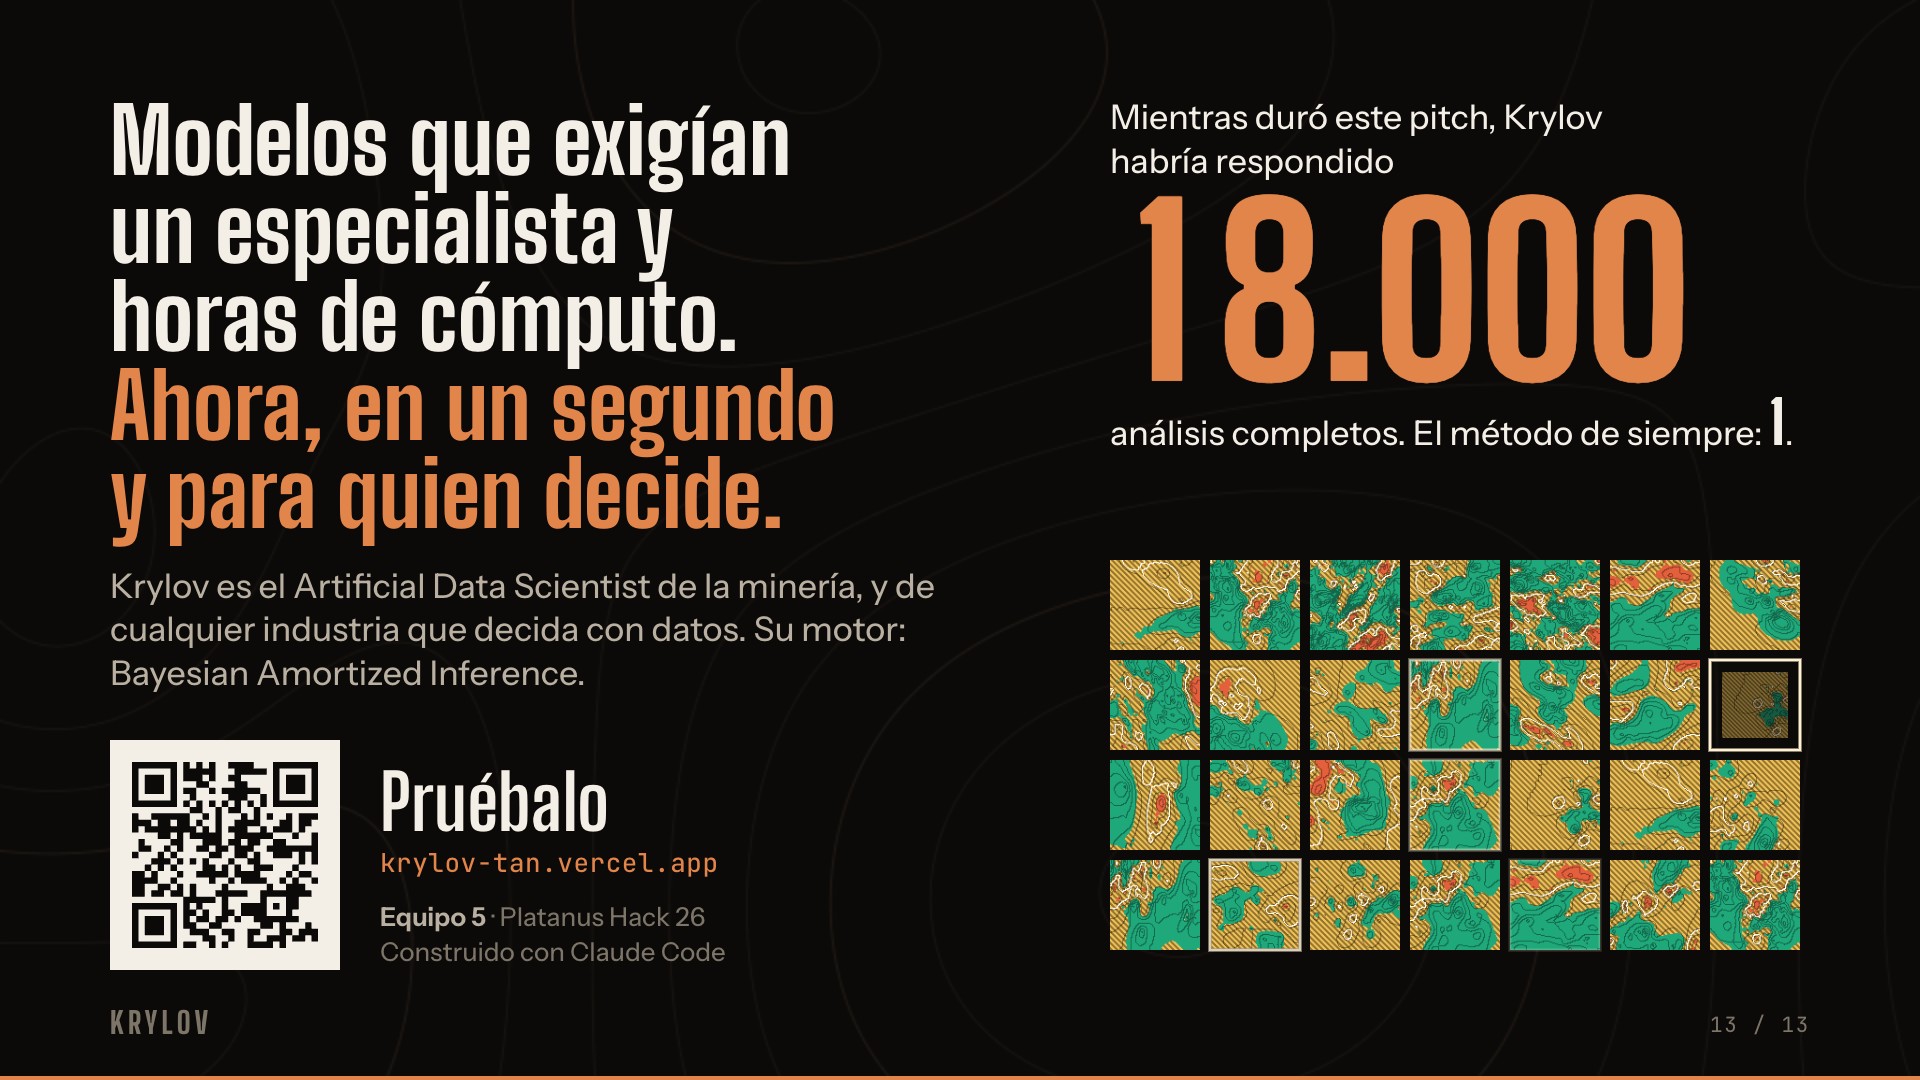 Modelos que exigían
un especialista y
horas de cómputo.
Ahora, en un segundo
y para quien decide.
Krylov es el Artificial Data Scientist de la minería, y de
cualquier industria que decida con datos. Su motor:
Bayesian Amortized Inference.
Pruébalo
krylov-tan.vercel.app
Equipo 5 · Platanus Hack 26
Construido con Claude Code
Mientras duró este pitch, Krylov
habría respondido
18.000
análisis completos. El método de siempre: 1.
KRYLOV
13 / 13